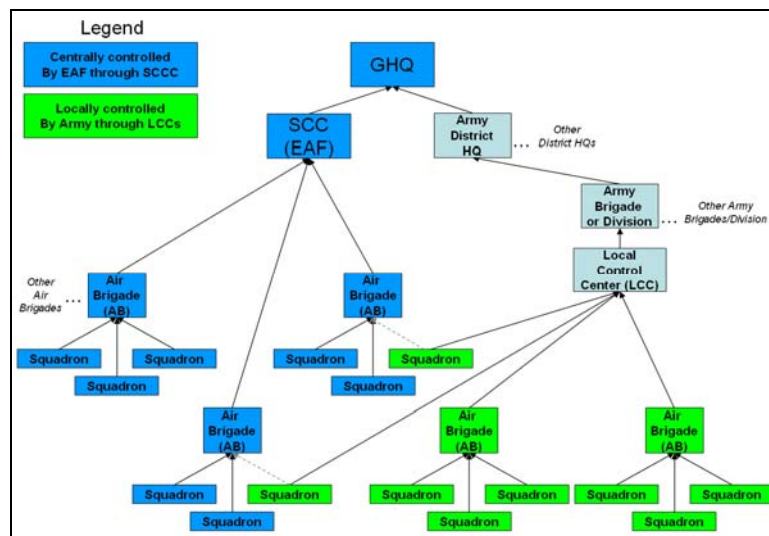 Legend
Centrally controlled
By EAF through SCCC
Locally controlled
By Army through LCCs
GHQ
SCC
(EAF)
Army
District
HQ
... Other
District HQs
Army
Brigade
or Division
... Other Army
Brigades/Division
Local
Control
Center (LCC)
Other
Air
Brigades ...
Air
Brigade
(AB)
Air
Brigade
(AB)
Squadron
Squadron
Squadron
Squadron
Squadron
Squadron
Air
Brigade
(AB)
Air
Brigade
(AB)
Air
Brigade
(AB)
Squadron
Squadron
Squadron
Squadron
Squadron
Squadron
Squadron
Squadron
Squadron